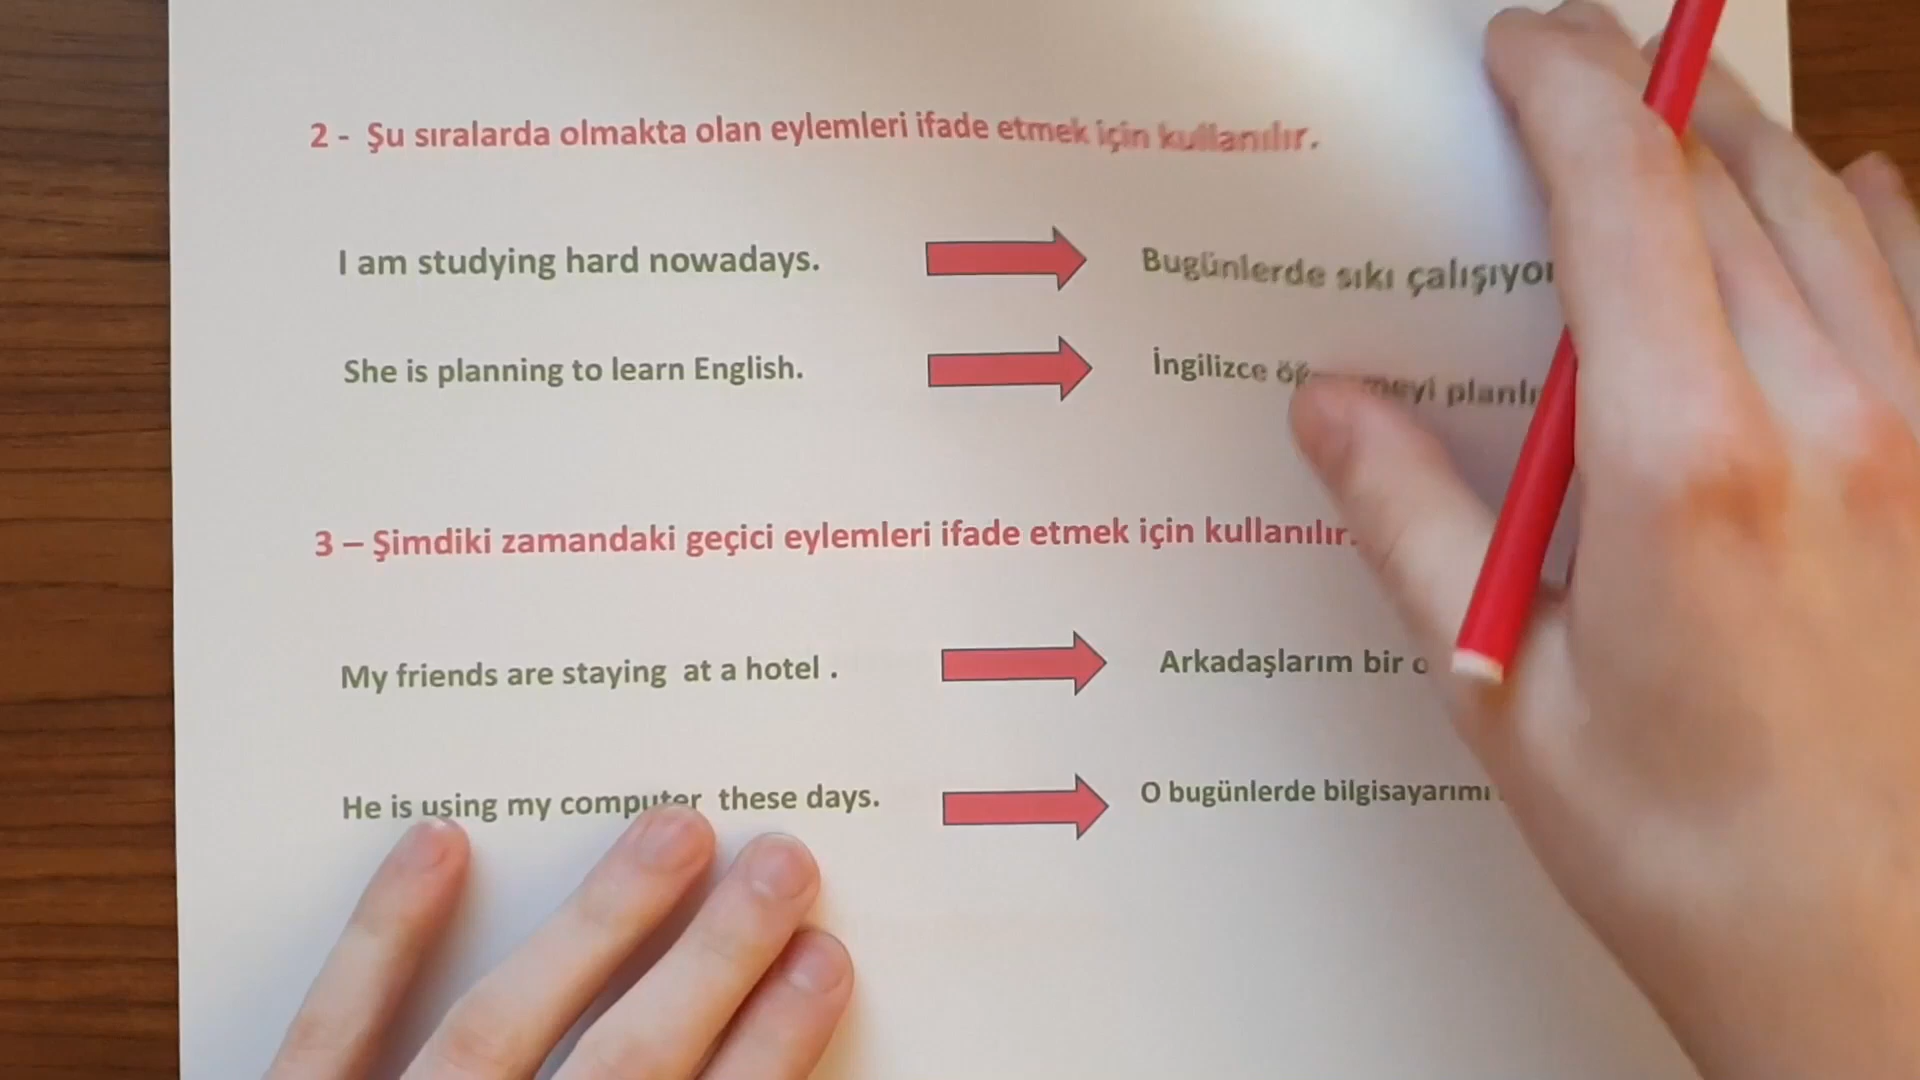 2 - Şu sıralarda olmakta olan eylemleri ifade etmek için kullanılır.
I am studying hard nowadays. Bugünlerde sıkı
She is planning to learn English. İngilizce
3 – Şimdiki zamandaki geçici eylemleri ifade etmek için kullanılır.
My friends are staying at a hotel . Arkadaşlarım bir
He is using my computer these days. O bugünlerde bilgisayarımı